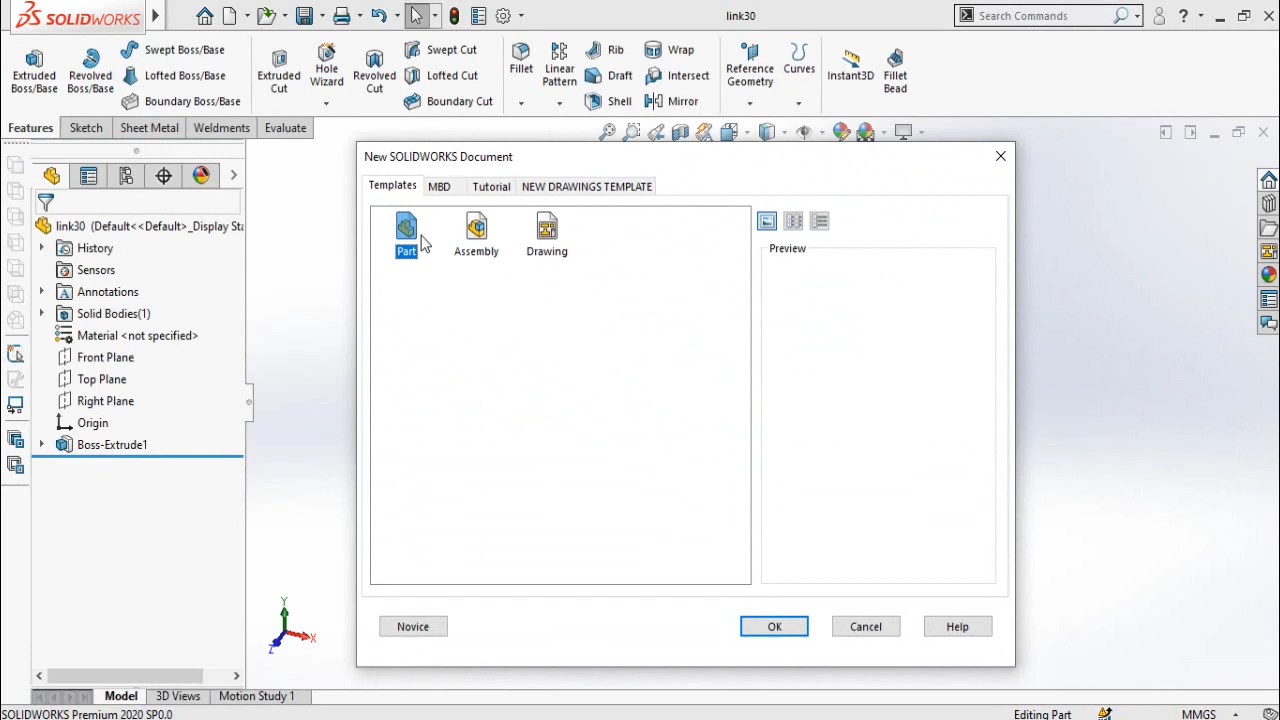 SOLIDWORKS
link30
Search Commands
?
Extruded Boss/Base
Revolved Boss/Base
Swept Boss/Base
Lofted Boss/Base
Boundary Boss/Base
Extruded Cut
Hole Wizard
Revolved Cut
Swept Cut
Lofted Cut
Boundary Cut
Fillet
Linear Pattern
Rib
Draft
Shell
Wrap
Intersect
Mirror
Reference Geometry
Curves
Instant3D
Fillet Bead
Features Sketch Sheet Metal Weldments Evaluate
link30 (Default<<Default>_Display Sta
History
Sensors
Annotations
Solid Bodies(1)
Material <not specified>
Front Plane
Top Plane
Right Plane
Origin
Boss-Extrude1
New SOLIDWORKS Document
Templates MBD Tutorial NEW DRAWINGS TEMPLATE
Part Assembly Drawing
Preview
Novice OK Cancel Help
Y
X
Z
Model 3D Views Motion Study 1
SOLIDWORKS Premium 2020 SP0.0 Editing Part MMGS